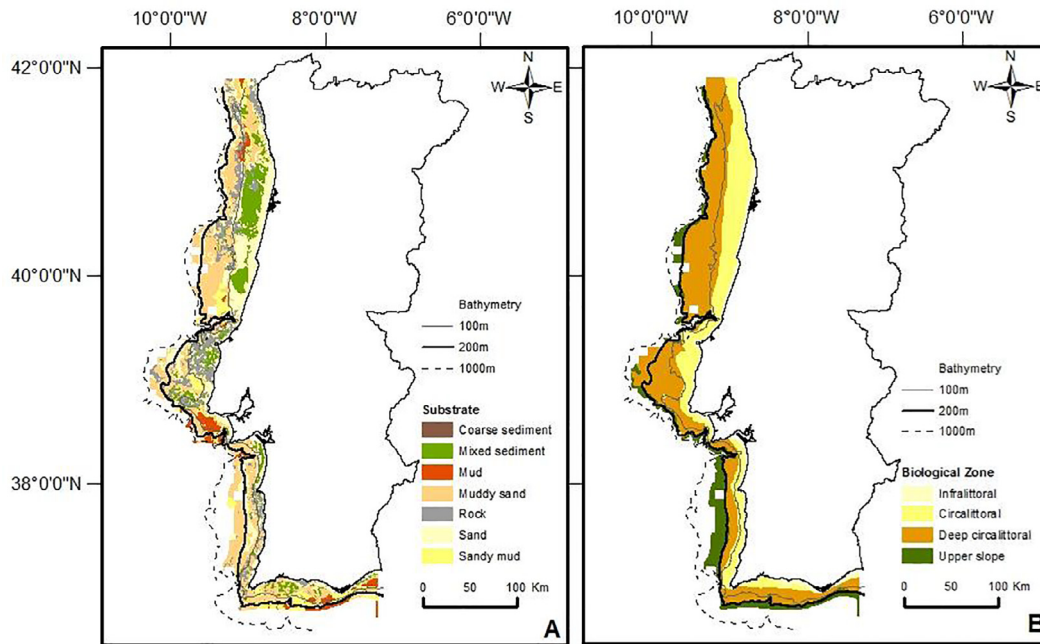 10°0'0"W 8°0'0"W 6°0'0"W
10°0'0"W 8°0'0"W 6°0'0"W
42°0'0"N
40°0'0"N
38°0'0"N
N
W E
S
Bathymetry
100m
200m
1000m
Substrate
Coarse sediment
Mixed sediment
Mud
Muddy sand
Rock
Sand
Sandy mud
0 50 100 Km
A
N
W E
S
Bathymetry
100m
200m
1000m
Biological Zone
Infralittoral
Circalittoral
Deep circalittoral
Upper slope
0 50 100 Km